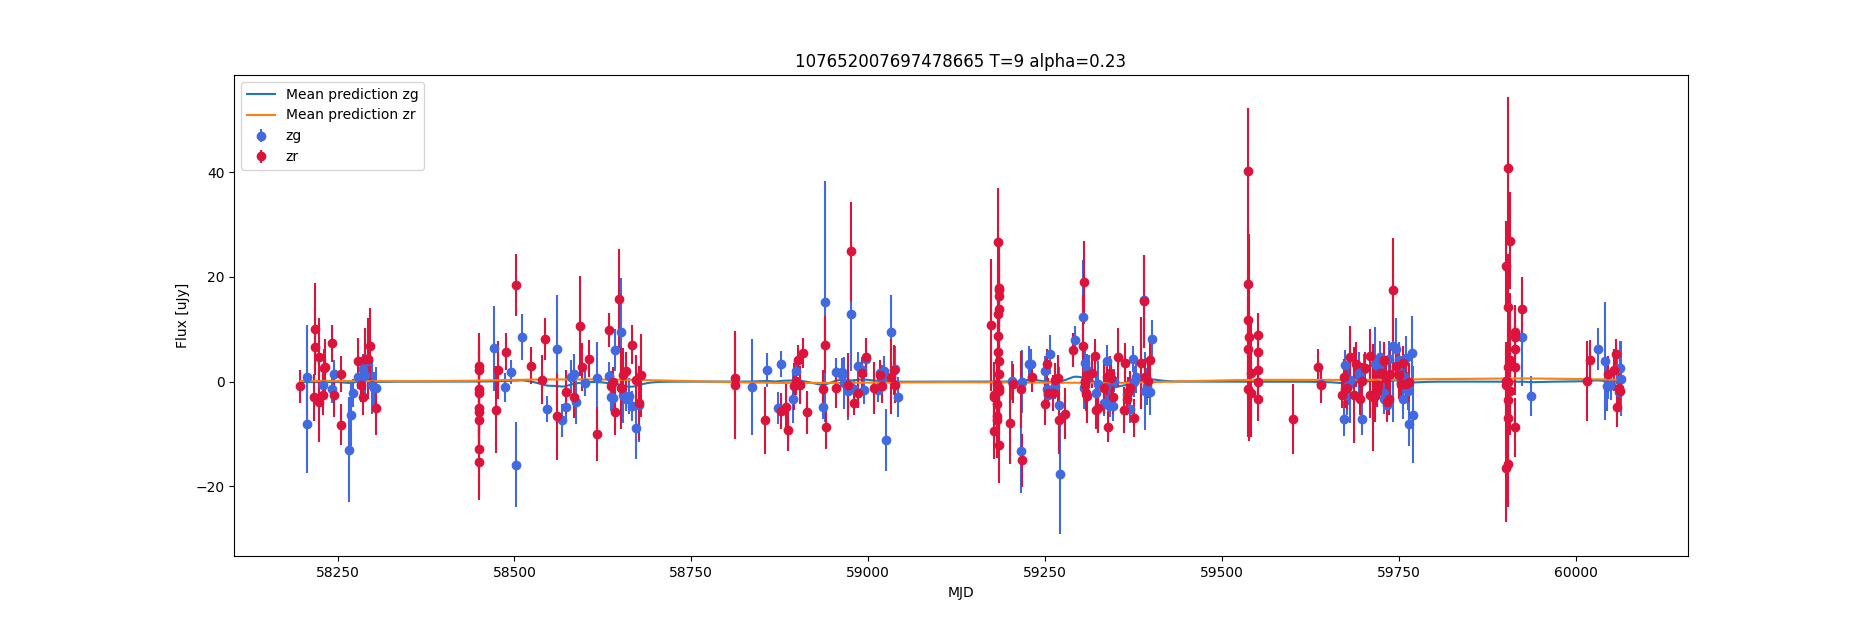 107652007697478665 T=9 alpha=0.23
Mean prediction zg
Mean prediction zr
zg
zr
Flux [uJy]
40
20
0
−20
58250
58500
58750
59000
59250
59500
59750
60000
MJD